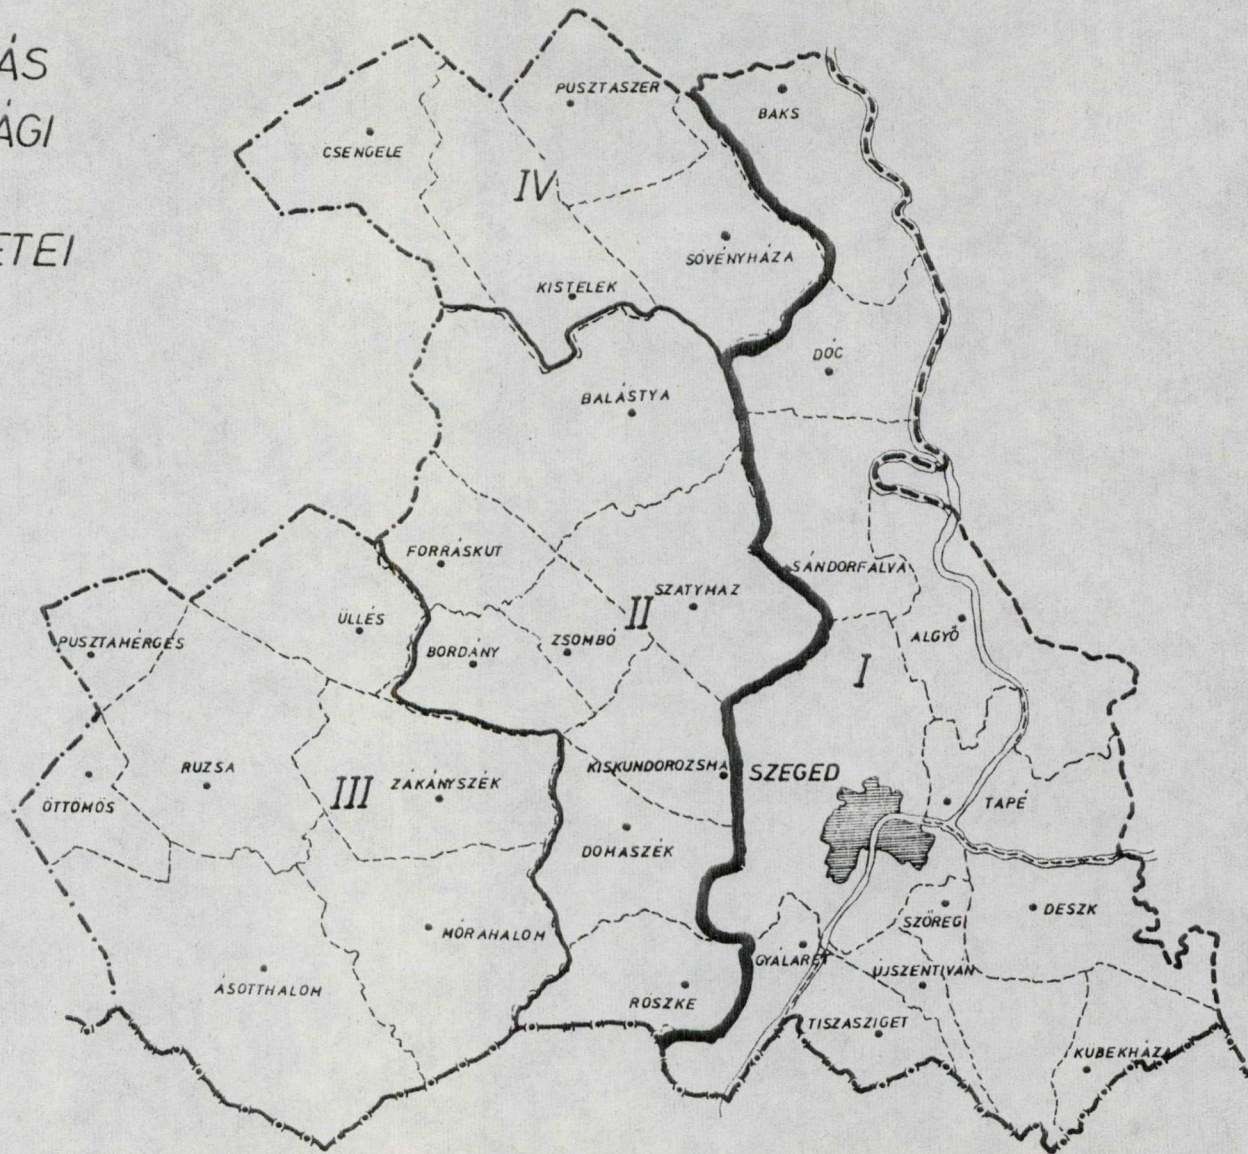 ÁS
ÁGI
ETEI
PUSZTASZER
BAKS
CSENGELE
IV
SÖVÉNYHÁZA
KISTELEK
DÓC
BALÁSTYA
FORRÁSKUT
SÁNDORFALVA
SZATYMAZ
II
ÜLLÉS
ALGYŐ
PUSZTAMÉRGES
BORDÁNY
ZSOMBÓ
I
RUZSA
KISKUNDOROZSMA
SZEGED
ÖTTÖMÖS
III
ZÁKÁNYSZÉK
TÁPÉ
DOMASZÉK
SZŐREG
DESZK
MÓRAHALOM
GYÁLARÉT
ÚJSZENTIVÁN
ÁSOTTHALOM
RÖSZKE
TISZASZIGET
KÜBEKHÁZA